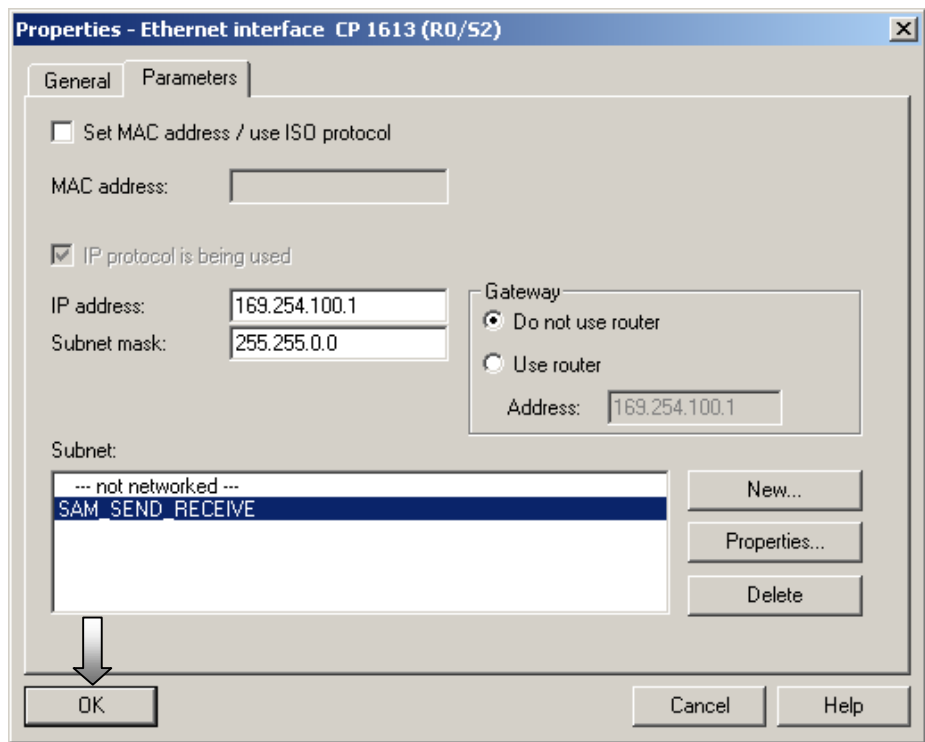 Properties - Ethernet interface CP 1613 (R0/S2)
General
Parameters
Set MAC address / use ISO protocol
MAC address:
IP protocol is being used
IP address:
169.254.100.1
Subnet mask:
255.255.0.0
Gateway
Do not use router
Use router
Address:
169.254.100.1
Subnet:
--- not networked ---
SAM_SEND_RECEIVE
New...
Properties...
Delete
OK
Cancel
Help